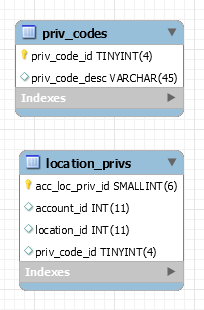 priv_codes
priv_code_id TINYINT(4)
priv_code_desc VARCHAR(45)
Indexes
location_privs
acc_loc_priv_id SMALLINT(6)
account_id INT(11)
location_id INT(11)
priv_code_id TINYINT(4)
Indexes